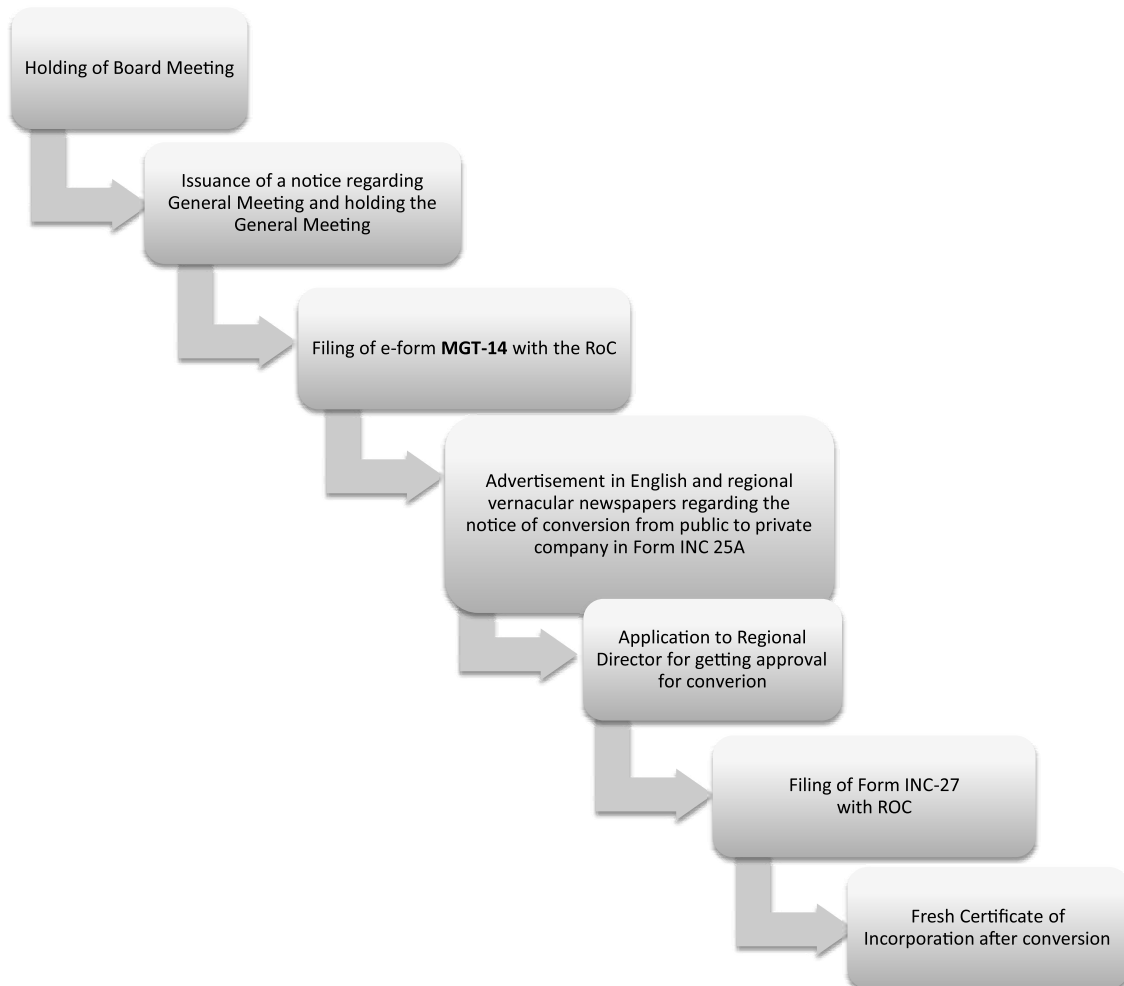 Holding of Board Meeting
Issuance of a notice regarding
General Meeting and holding the
General Meeting
Filing of e-form MGT-14 with the RoC
Advertisement in English and regional
vernacular newspapers regarding the
notice of conversion from public to private
company in Form INC 25A
Application to Regional
Director for getting approval
for converion
Filing of Form INC-27
with ROC
Fresh Certificate of
Incorporation after conversion